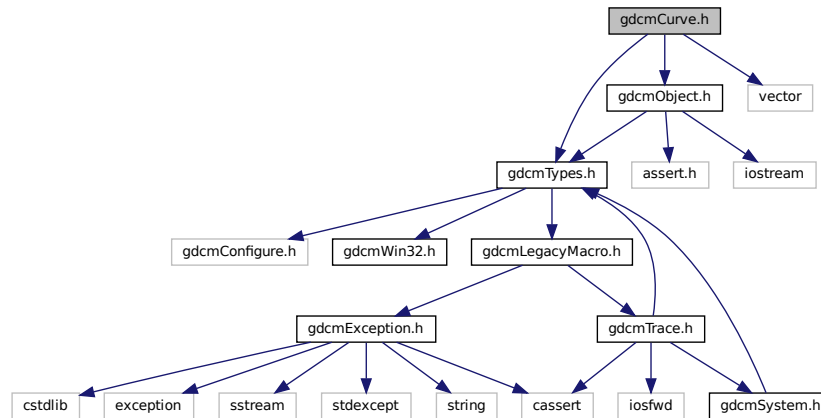 gdcmCurve.h
gdcmObject.h
vector
gdcmTypes.h
assert.h
iostream
gdcmConfigure.h
gdcmWin32.h
gdcmLegacyMacro.h
gdcmException.h
gdcmTrace.h
cstdlib
exception
sstream
stdexcept
string
cassert
iosfwd
gdcmSystem.h